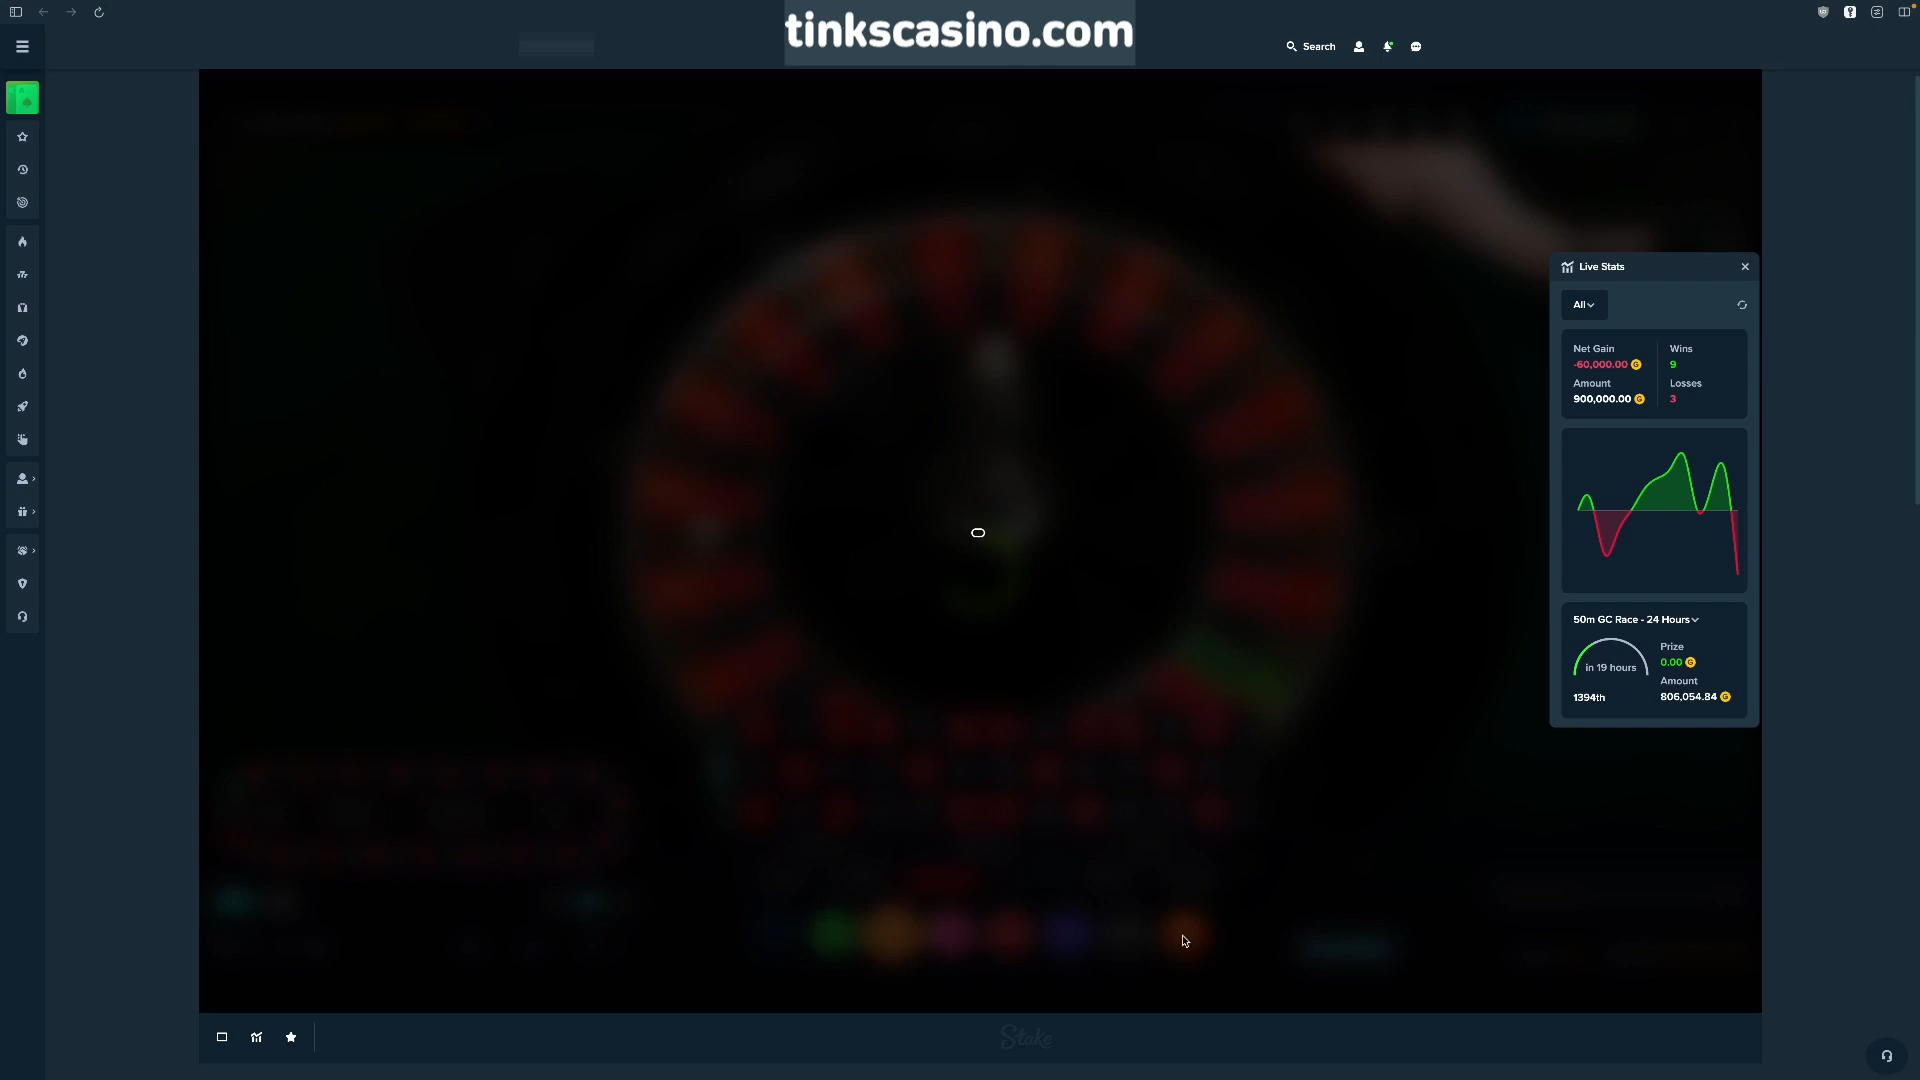 tinkscasino.com
Search
Live Stats
All
Net Gain
Wins
-60,000.00
9
Amount
Losses
900,000.00
3
50m GC Race - 24 Hours
Prize
in 19 hours
0.00
Amount
1394th
806,054.84
Stake